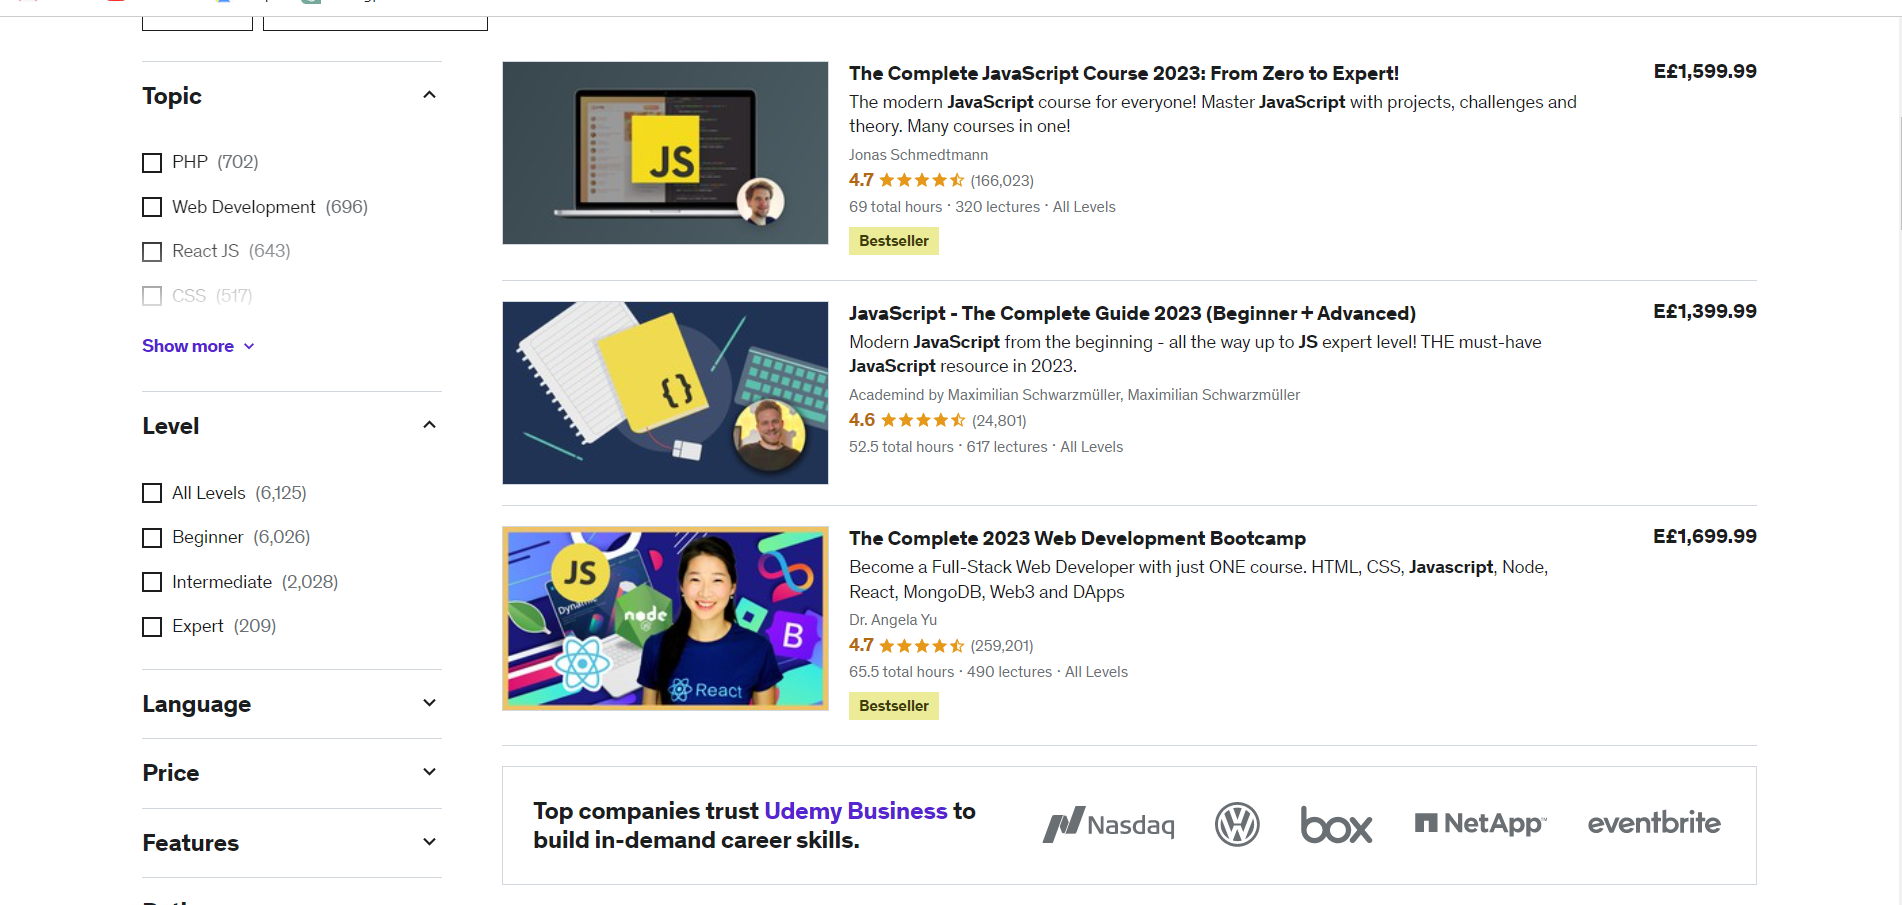 Topic
PHP (702)
Web Development (696)
React JS (643)
CSS (517)
Show more
Level
All Levels (6,125)
Beginner (6,026)
Intermediate (2,028)
Expert (209)
Language
Price
Features
JS
The Complete JavaScript Course 2023: From Zero to Expert!
E£1,599.99
The modern JavaScript course for everyone! Master JavaScript with projects, challenges and
theory. Many courses in one!
Jonas Schmedtmann
4.7 (166,023)
69 total hours · 320 lectures · All Levels
Bestseller
{}
JavaScript - The Complete Guide 2023 (Beginner + Advanced)
E£1,399.99
Modern JavaScript from the beginning - all the way up to JS expert level! THE must-have
JavaScript resource in 2023.
Academind by Maximilian Schwarzmüller, Maximilian Schwarzmüller
4.6 (24,801)
52.5 total hours · 617 lectures · All Levels
JS
node
JS
B
React
The Complete 2023 Web Development Bootcamp
E£1,699.99
Become a Full-Stack Web Developer with just ONE course. HTML, CSS, Javascript, Node,
React, MongoDB, Web3 and DApps
Dr. Angela Yu
4.7 (259,201)
65.5 total hours · 490 lectures · All Levels
Bestseller
Top companies trust Udemy Business to
build in-demand career skills.
Nasdaq
box
NetApp
eventbrite